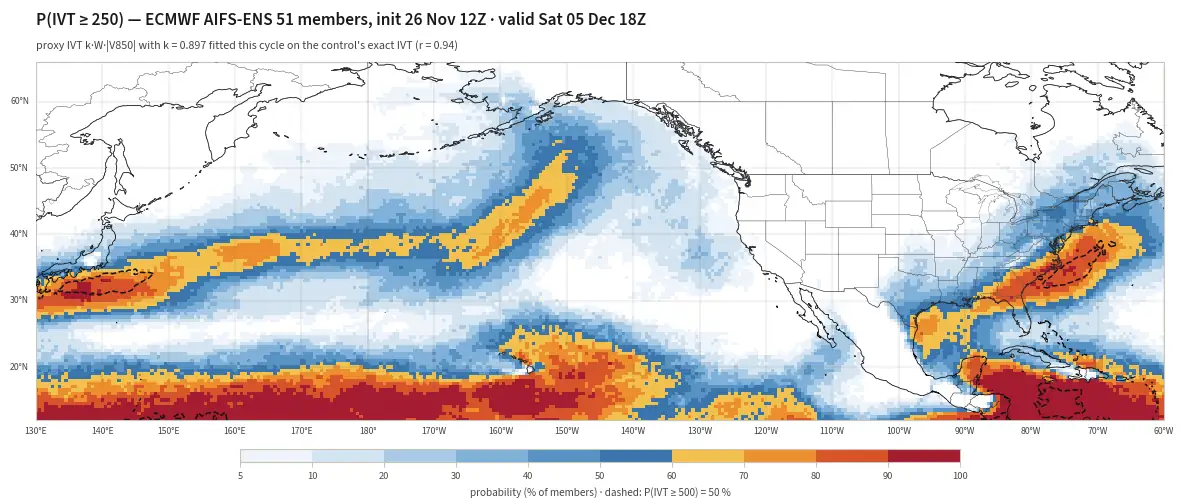 P(IVT ≥ 250) — ECMWF AIFS-ENS 51 members, init 26 Nov 12Z · valid Sat 05 Dec 18Z
proxy IVT k·W·|V850| with k = 0.897 fitted this cycle on the control's exact IVT (r = 0.94)
60°N
50°N
40°N
30°N
20°N
130°E 140°E 150°E 160°E 170°E 180° 170°W 160°W 150°W 140°W 130°W 120°W 110°W 100°W 90°W 80°W 70°W 60°W
5 10 20 30 40 50 60 70 80 90 100
probability (% of members) · dashed: P(IVT ≥ 500) = 50 %